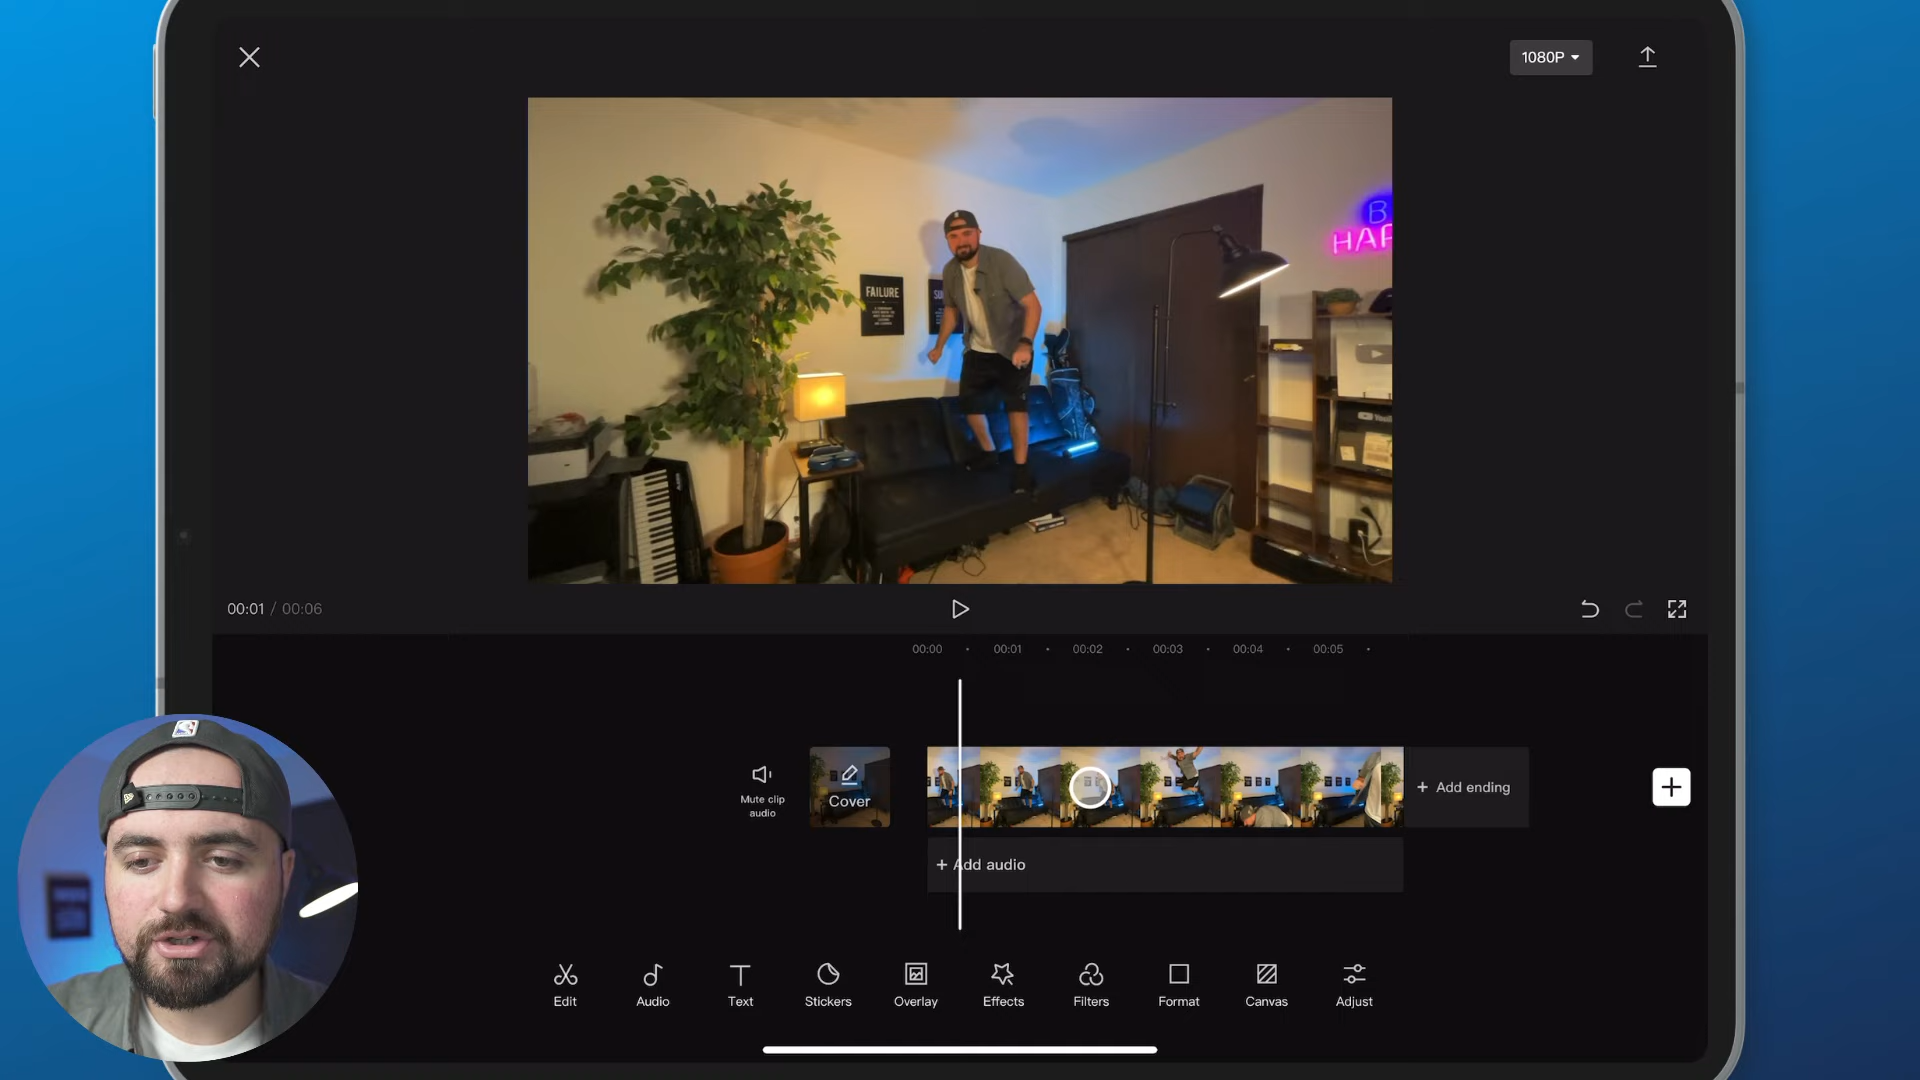 1080P
B
HAP
FAILURE
SU
00:01 / 00:06
00:00
00:01
00:02
00:03
00:04
00:05
Mute clip
audio
Cover
+ Add ending
+ Add audio
Edit
Audio
Text
Stickers
Overlay
Effects
Filters
Format
Canvas
Adjust